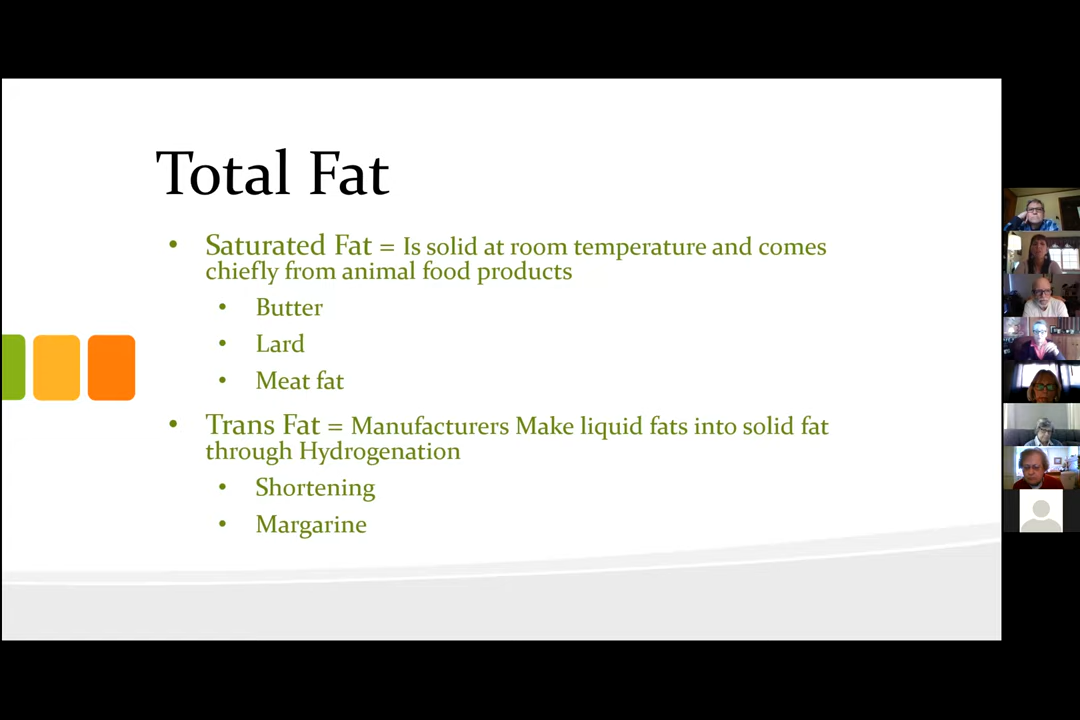 Total Fat
• Saturated Fat = Is solid at room temperature and comes
chiefly from animal food products
• Butter
• Lard
• Meat fat
• Trans Fat = Manufacturers Make liquid fats into solid fat
through Hydrogenation
• Shortening
• Margarine